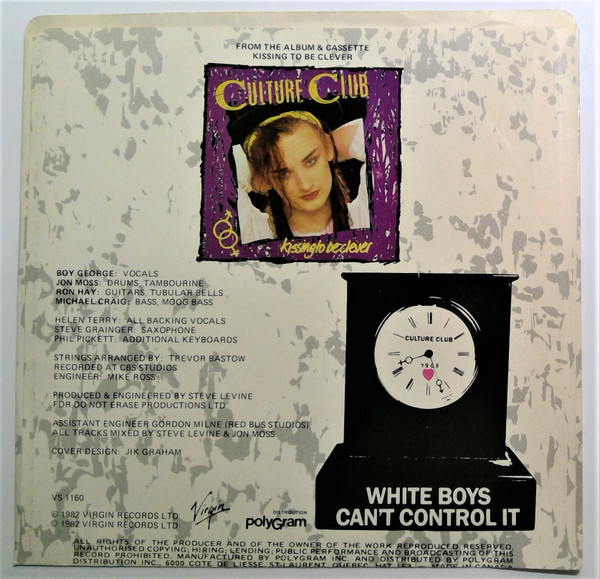 FROM THE ALBUM & CASSETTE
KISSING TO BE CLEVER
CULTURE CLUB
kissing to be clever
BOY GEORGE: VOCALS
JON MOSS: DRUMS, TAMBOURINE
RON HAY: GUITARS, TUBULAR BELLS
MICHAEL CRAIG: BASS, MOOG BASS
HELEN TERRY: ALL BACKING VOCALS
STEVE GRAINGER: SAXOPHONE
PHIL PICKETT: ADDITIONAL KEYBOARDS
STRINGS ARRANGED BY: TREVOR BASTOW
RECORDED AT CBS STUDIOS
ENGINEER: MIKE ROSS
PRODUCED & ENGINEERED BY STEVE LEVINE
FOR DO NOT ERASE PRODUCTIONS LTD
ASSISTANT ENGINEER GORDON MILNE (RED BUS STUDIOS)
ALL TRACKS MIXED BY STEVE LEVINE & JON MOSS
COVER DESIGN: JIK GRAHAM
CULTURE CLUB
WHITE BOYS
CAN'T CONTROL IT
VS 1160
© 1982 VIRGIN RECORDS LTD
© 1982 VIRGIN RECORDS LTD
Virgin
DISTRIBUTION
polyGram
ALL RIGHTS OF THE PRODUCER AND OF THE OWNER OF THE WORK REPRODUCED RESERVED.
UNAUTHORISED COPYING; HIRING; LENDING; PUBLIC PERFORMANCE AND BROADCASTING OF THIS
RECORD PROHIBITED. MANUFACTURED BY POLYGRAM INC. AND DISTRIBUTED BY POLYGRAM
DISTRIBUTION INC., 6000 COTE DE LIESSE ST-LAURENT, QUEBEC MADE IN CANADA